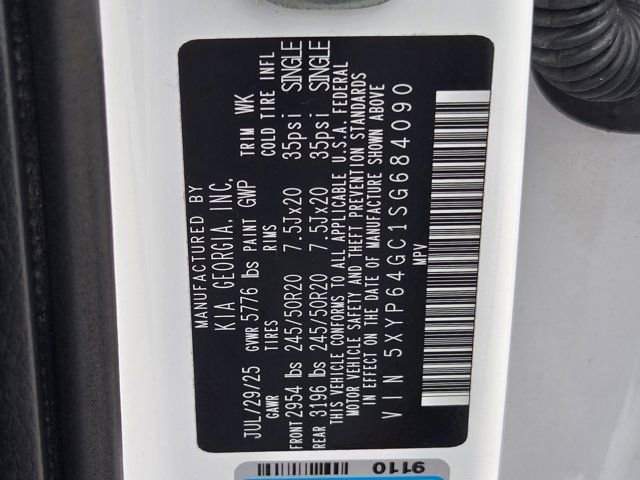 MANUFACTURED BY
KIA GEORGIA, INC.
JUL/29/25 GVWR 5776 lbs PAINT GWP TRIM WK
GAWR TIRES RIMS COLD TIRE INFL
FRONT 2954 lbs 245/50R20 7.5Jx20 35psi SINGLE
REAR 3196 lbs 245/50R20 7.5Jx20 35psi SINGLE
THIS VEHICLE CONFORMS TO ALL APPLICABLE U.S.A. FEDERAL
MOTOR VEHICLE SAFETY AND THEFT PREVENTION STANDARDS
IN EFFECT ON THE DATE OF MANUFACTURE SHOWN ABOVE
VIN 5XYP64GC1SG684090
MPV
9110